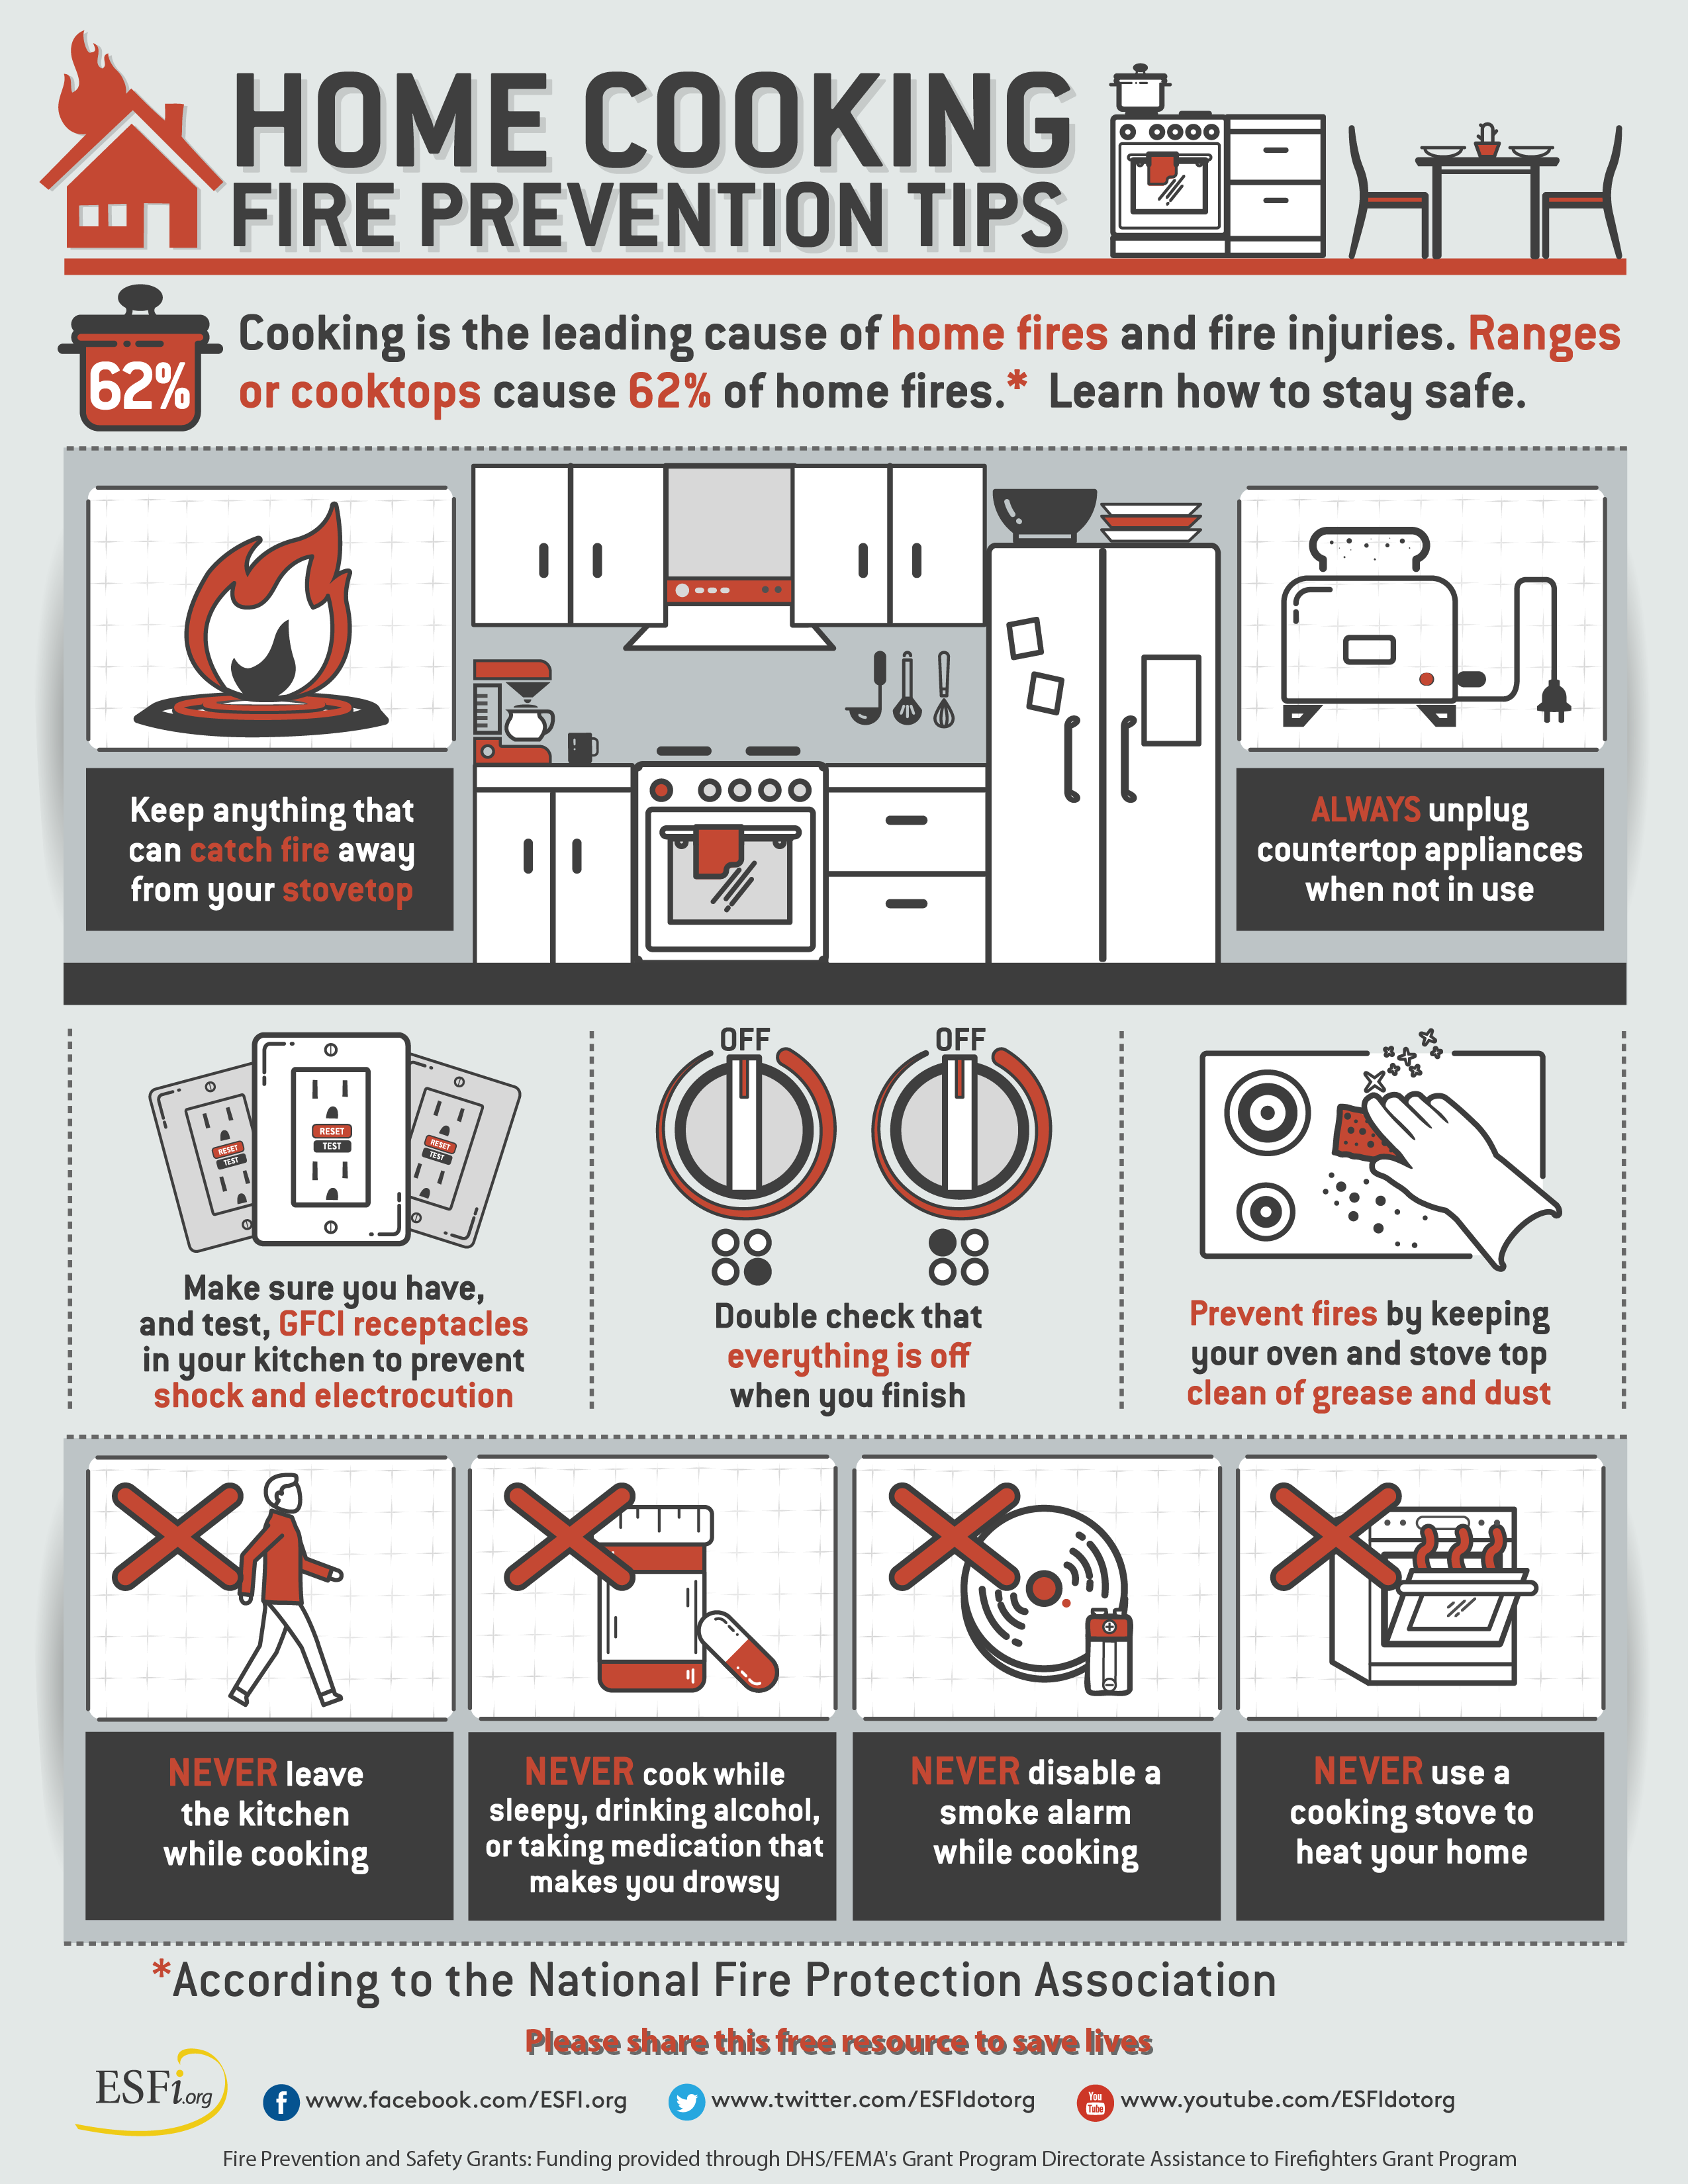 HOME COOKING
FIRE PREVENTION TIPS
62%
Cooking is the leading cause of home fires and fire injuries. Ranges
or cooktops cause 62% of home fires.* Learn how to stay safe.
Keep anything that
can catch fire away
from your stovetop
ALWAYS unplug
countertop appliances
when not in use
RESET
TEST
RESET
TEST
RESET
TEST
Make sure you have,
and test, GFCI receptacles
in your kitchen to prevent
shock and electrocution
OFF
OFF
Double check that
everything is off
when you finish
Prevent fires by keeping
your oven and stove top
clean of grease and dust
NEVER leave
the kitchen
while cooking
NEVER cook while
sleepy, drinking alcohol,
or taking medication that
makes you drowsy
NEVER disable a
smoke alarm
while cooking
NEVER use a
cooking stove to
heat your home
*According to the National Fire Protection Association
Please share this free resource to save lives
ESFi.org
f www.facebook.com/ESFI.org
www.twitter.com/ESFIdotorg
You
Tube
www.youtube.com/ESFIdotorg
Fire Prevention and Safety Grants: Funding provided through DHS/FEMA's Grant Program Directorate Assistance to Firefighters Grant Program